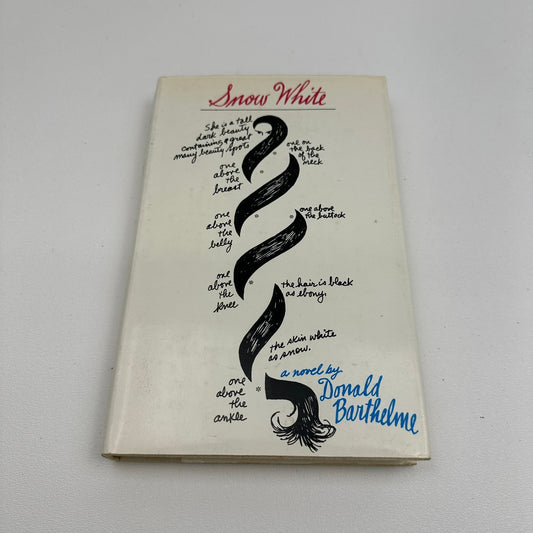 Snow White
She is a tall
dark beauty
containing a great
many beauty spots
one
above
the
breast
one on
the back
of the
neck
one
above
the
belly
one above
the buttock
one
above
the
knee
the hair is black
as ebony,
the skin white
as snow.
one
above
the
ankle
a novel by
Donald
Barthelme